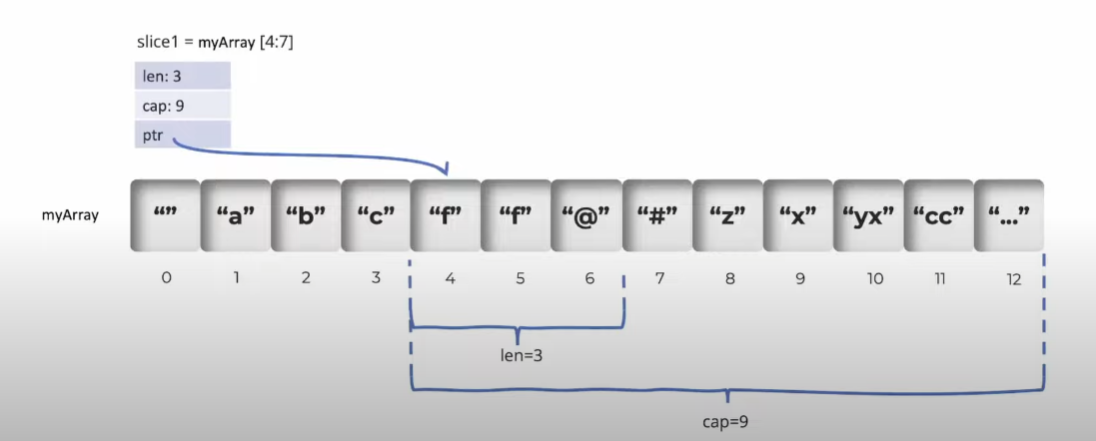 slice1 = myArray [4:7]
len: 3
cap: 9
ptr
myArray
“” “a” “b” “c” “f” “f” “@” “#” “z” “x” “yx” “cc” “...”
0 1 2 3 4 5 6 7 8 9 10 11 12
len=3
cap=9